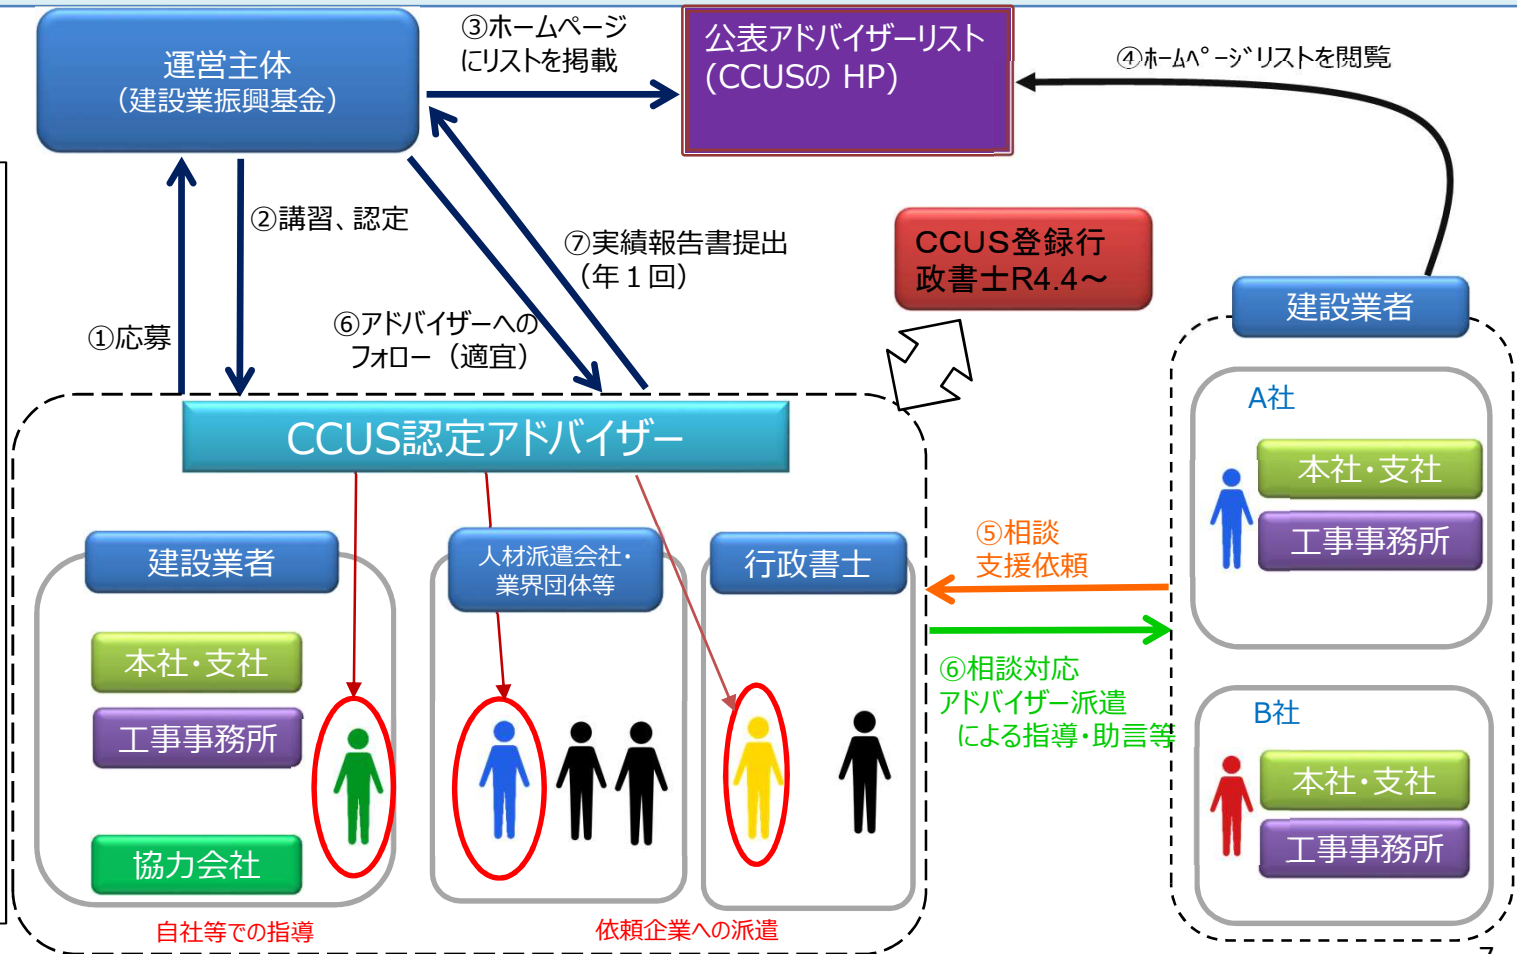 運営主体
（建設業振興基金）
③ホームページ
にリストを掲載
公表アドバイザーリスト
(CCUSの HP)
④ﾎｰﾑﾍﾟｰｼﾞリストを閲覧
②講習、認定
⑦実績報告書提出
（年１回）
CCUS登録行
政書士R4.4～
①応募
⑥アドバイザーへの
フォロー（適宜）
建設業者
A社
本社・支社
工事事務所
CCUS認定アドバイザー
建設業者
人材派遣会社・
業界団体等
行政書士
⑤相談
支援依頼
本社・支社
工事事務所
協力会社
⑥相談対応
アドバイザー派遣
による指導・助言等
B社
本社・支社
工事事務所
自社等での指導
依頼企業への派遣
7